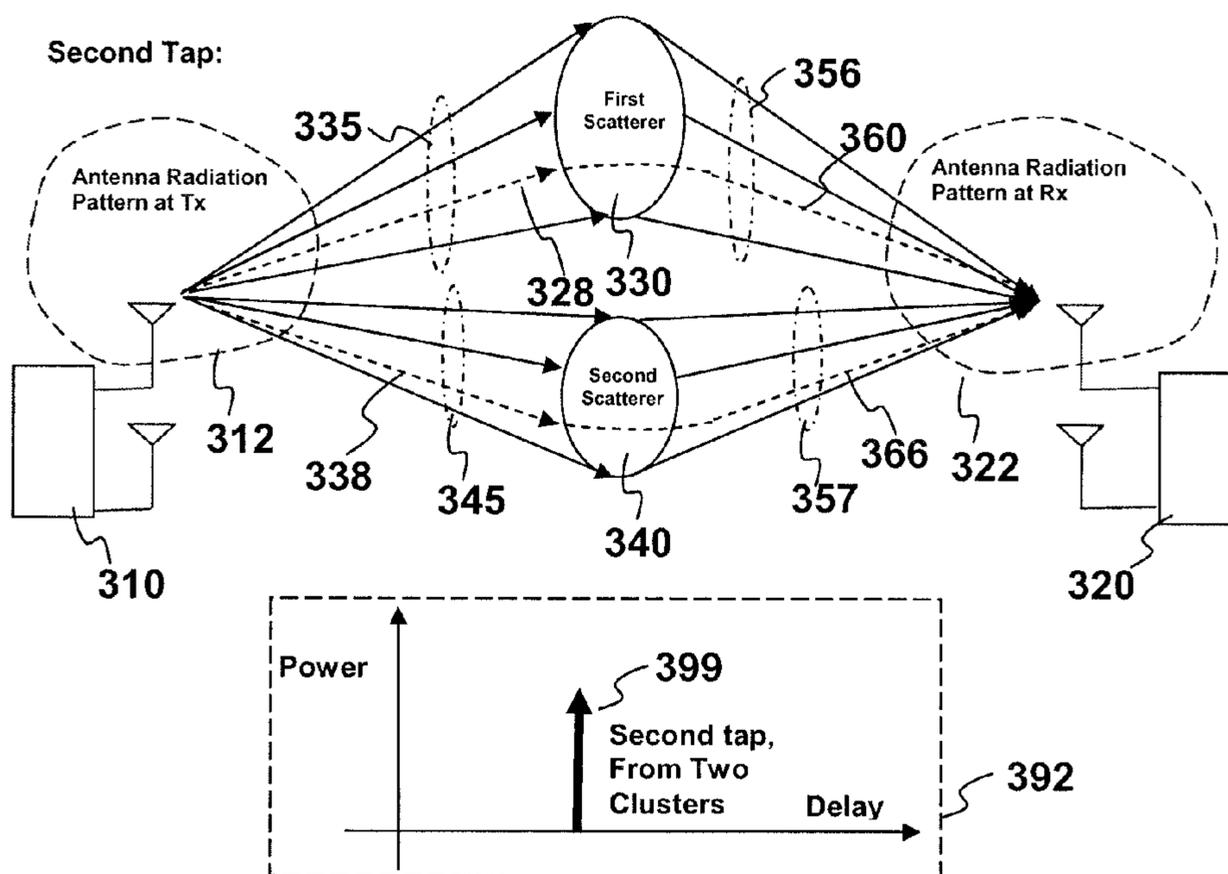 Second Tap:
First
Scatterer
356
335
360
Antenna Radiation
Pattern at Tx
Antenna Radiation
Pattern at Rx
328
330
Second
Scatterer
312
338
345
340
357
366
322
310
320
Power
399
Second tap,
From Two
Clusters
Delay
392